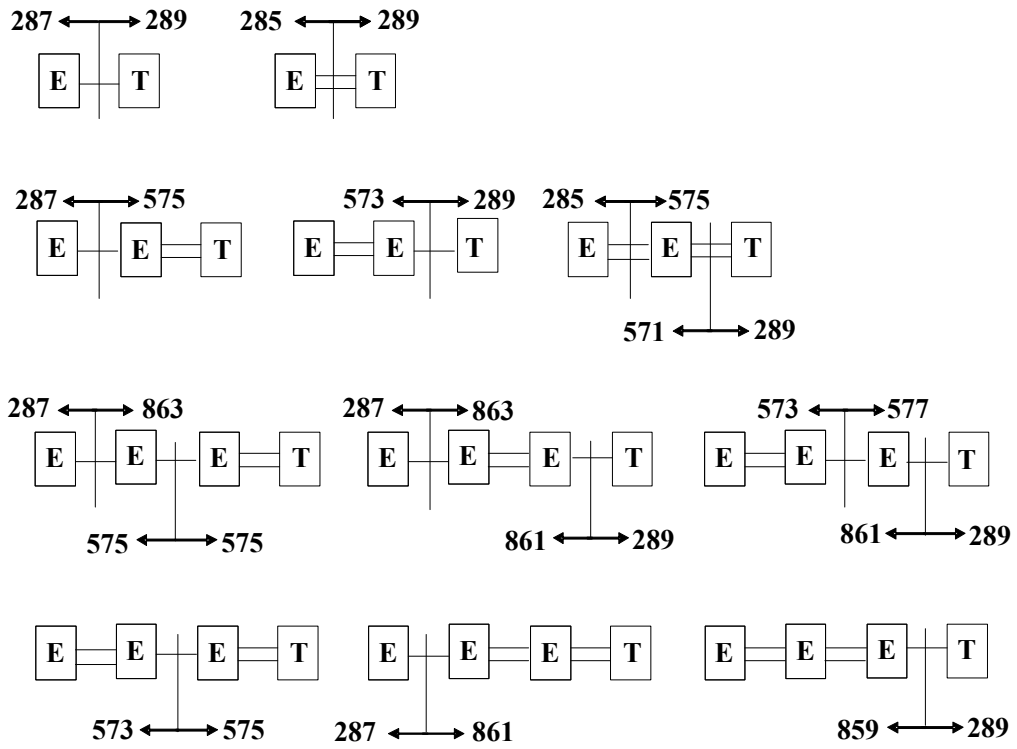 287 289 285 289
E T E T
287 575 573 289 285 575
E E T E E T E E T
571 289
287 863 287 863 573 577
E E E T E E E T E E E T
575 575 861 289 861 289
E E E T E E E T E E E T
573 575 287 861 859 289